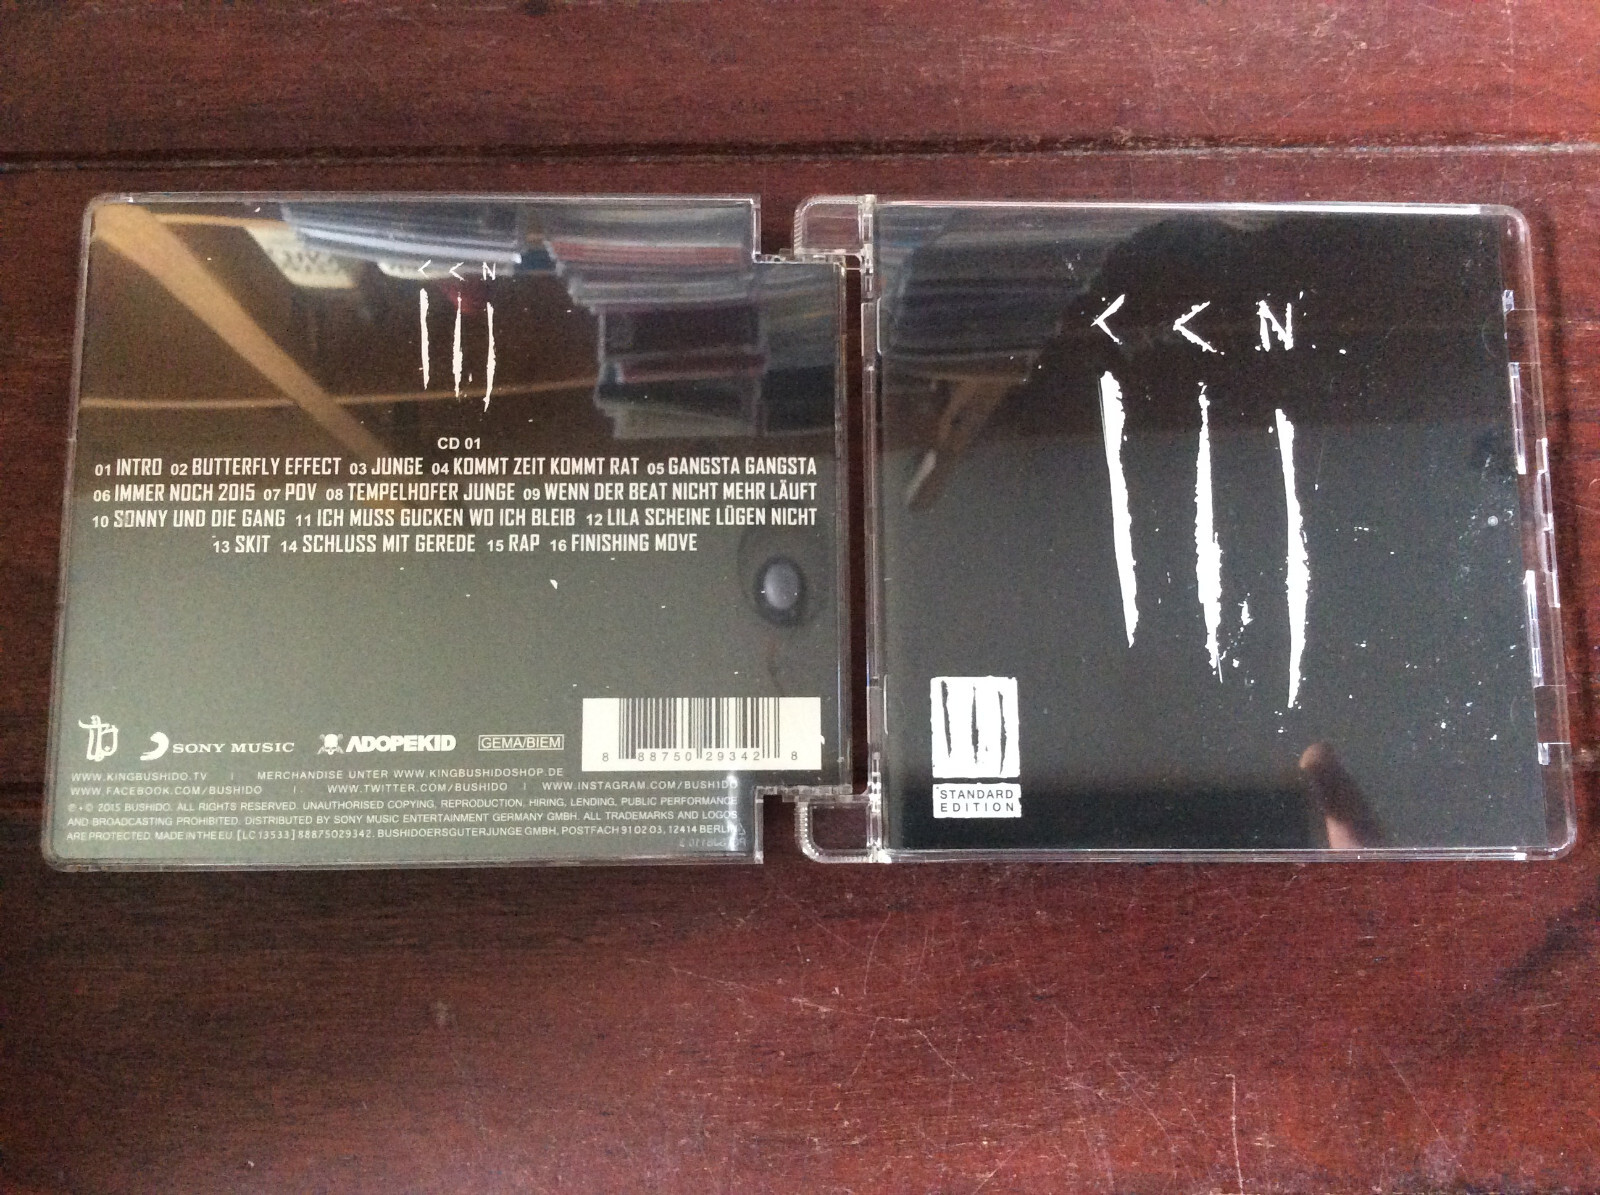 CCN
CD 01
01 INTRO 02 BUTTERFLY EFFECT 03 JUNGE 04 KOMMT ZEIT KOMMT RAT 05 GANGSTA GANGSTA
06 IMMER NOCH 2015 07 POV 08 TEMPELHOFER JUNGE 09 WENN DER BEAT NICHT MEHR LÄUFT
10 SONNY UND DIE GANG 11 ICH MUSS GUCKEN WO ICH BLEIB 12 LILA SCHEINE LÜGEN NICHT
13 SKIT 14 SCHLUSS MIT GEREDE 15 RAP 16 FINISHING MOVE
SONY MUSIC ADOPEKID GEMA/BIEM
8 88750 29342 8
WWW.KINGBUSHIDO.TV | MERCHANDISE UNTER WWW.KINGBUSHIDOSHOP.DE
WWW.FACEBOOK.COM/BUSHIDO | WWW.TWITTER.COM/BUSHIDO | WWW.INSTAGRAM.COM/BUSHIDO
℗ + © 2015 BUSHIDO. ALL RIGHTS RESERVED. UNAUTHORISED COPYING, REPRODUCTION, HIRING, LENDING, PUBLIC PERFORMANCE
AND BROADCASTING PROHIBITED. DISTRIBUTED BY SONY MUSIC ENTERTAINMENT GERMANY GMBH. ALL TRADEMARKS AND LOGOS
ARE PROTECTED. MADE IN THE EU. [LC 13533] 88875029342. BUSHIDOERSGUTERJUNGE GMBH, POSTFACH 91 02 03, 12414 BERLIN
CCN
STANDARD
EDITION